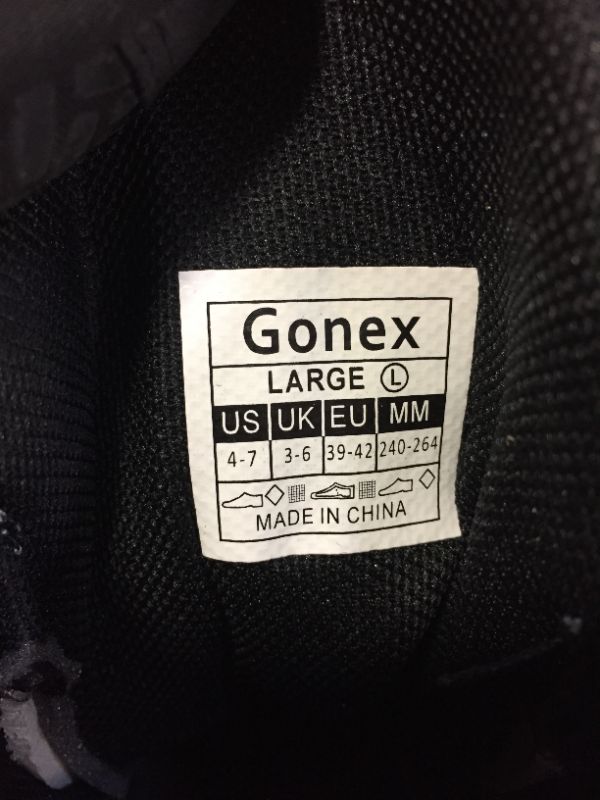 Gonex
LARGE L
US UK EU MM
4-7 3-6 39-42 240-264
MADE IN CHINA